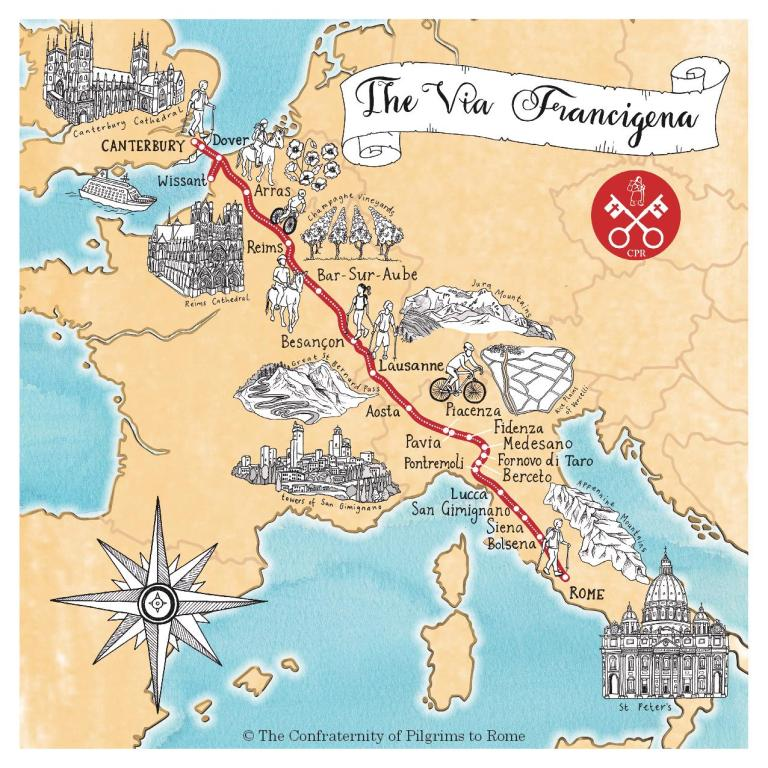 The Via Francigena
Canterbury Cathedral
CANTERBURY
Dover
Wissant
Arras
CPR
Champagne Vineyards
Reims
Reims Cathedral
Bar-Sur-Aube
Jura Mountains
Besançon
Great St Bernard Pass
Lausanne
Rice Plains
of Vercelli
Aosta
Piacenza
Fidenza
Pavia
Medesano
Pontremoli
Fornovo di Taro
Berceto
towers of San Gimignano
Lucca
San Gimignano
Appenine Mountains
Siena
Bolsena
ROME
St Peter's
© The Confraternity of Pilgrims to Rome